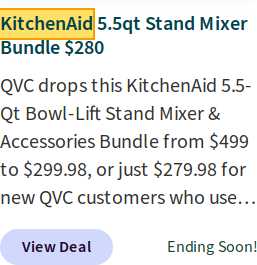 KitchenAid 5.5qt Stand Mixer
Bundle $280
QVC drops this KitchenAid 5.5-
Qt Bowl-Lift Stand Mixer &
Accessories Bundle from $499
to $299.98, or just $279.98 for
new QVC customers who use…
View Deal
Ending Soon!